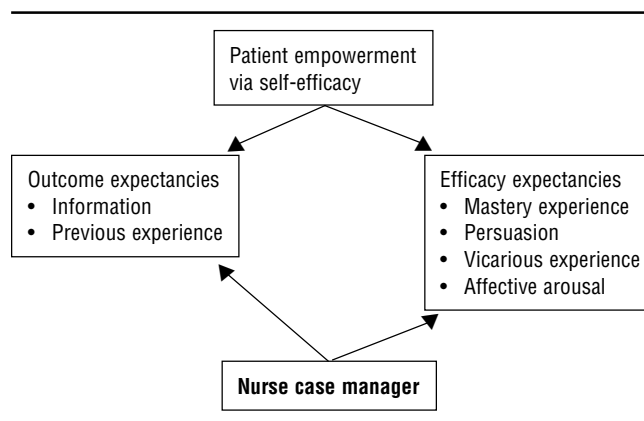 Patient empowerment
via self-efficacy
Outcome expectancies
• Information
• Previous experience
Efficacy expectancies
• Mastery experience
• Persuasion
• Vicarious experience
• Affective arousal
Nurse case manager